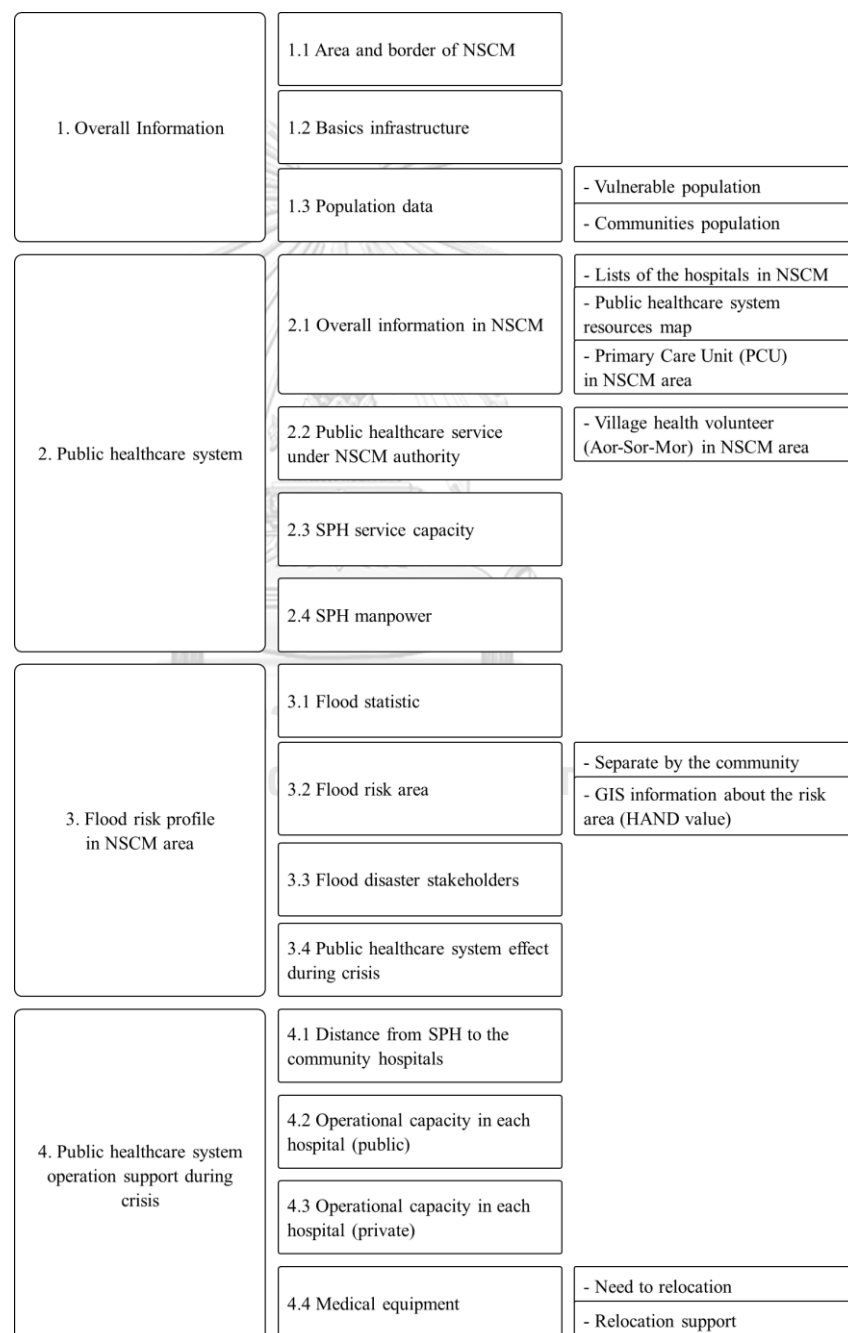 1. Overall Information
1.1 Area and border of NSCM
1.2 Basics infrastructure
1.3 Population data
- Vulnerable population
- Communities population
2. Public healthcare system
2.1 Overall information in NSCM
- Lists of the hospitals in NSCM
- Public healthcare system
resources map
- Primary Care Unit (PCU)
in NSCM area
2.2 Public healthcare service
under NSCM authority
- Village health volunteer
(Aor-Sor-Mor) in NSCM area
2.3 SPH service capacity
2.4 SPH manpower
3. Flood risk profile
in NSCM area
3.1 Flood statistic
3.2 Flood risk area
- Separate by the community
- GIS information about the risk
area (HAND value)
3.3 Flood disaster stakeholders
3.4 Public healthcare system effect
during crisis
4. Public healthcare system
operation support during
crisis
4.1 Distance from SPH to the
community hospitals
4.2 Operational capacity in each
hospital (public)
4.3 Operational capacity in each
hospital (private)
4.4 Medical equipment
- Need to relocation
- Relocation support